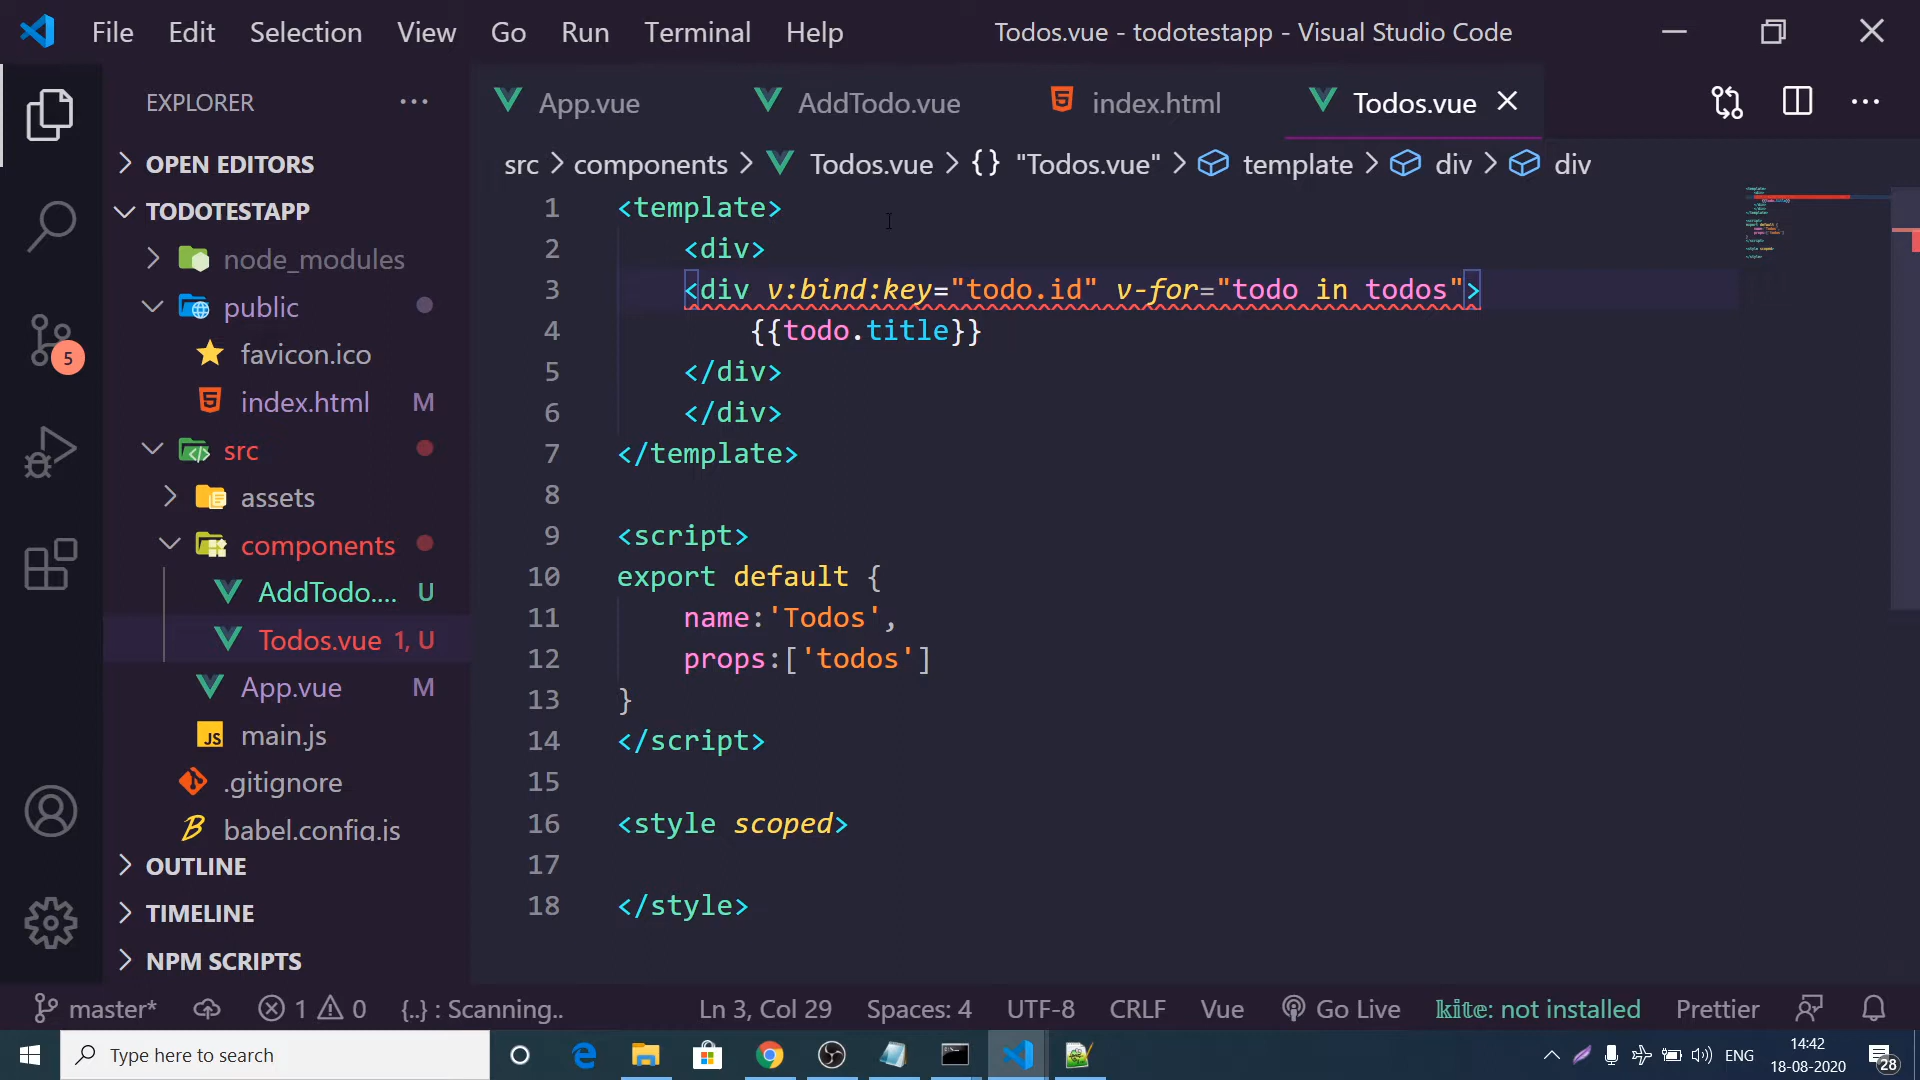 File Edit Selection View Go Run Terminal Help Todos.vue - todotestapp - Visual Studio Code
EXPLORER
App.vue AddTodo.vue index.html Todos.vue
src components Todos.vue {} "Todos.vue" template div div
OPEN EDITORS
TODOTESTAPP
node_modules
public
favicon.ico
index.html M
src
assets
components
AddTodo.... U
Todos.vue 1, U
App.vue M
main.js
.gitignore
babel.config.js
OUTLINE
TIMELINE
NPM SCRIPTS
5
1 <template>
2 <div>
3 <div v:bind:key="todo.id" v-for="todo in todos">
4 {{todo.title}}
5 </div>
6 </div>
7 </template>
8
9 <script>
10 export default {
11 name:'Todos',
12 props:['todos']
13 }
14 </script>
15
16 <style scoped>
17
18 </style>
master* 1 0 {..} : Scanning.. Ln 3, Col 29 Spaces: 4 UTF-8 CRLF Vue Go Live kite: not installed Prettier
Type here to search
ENG
14:42
18-08-2020
28